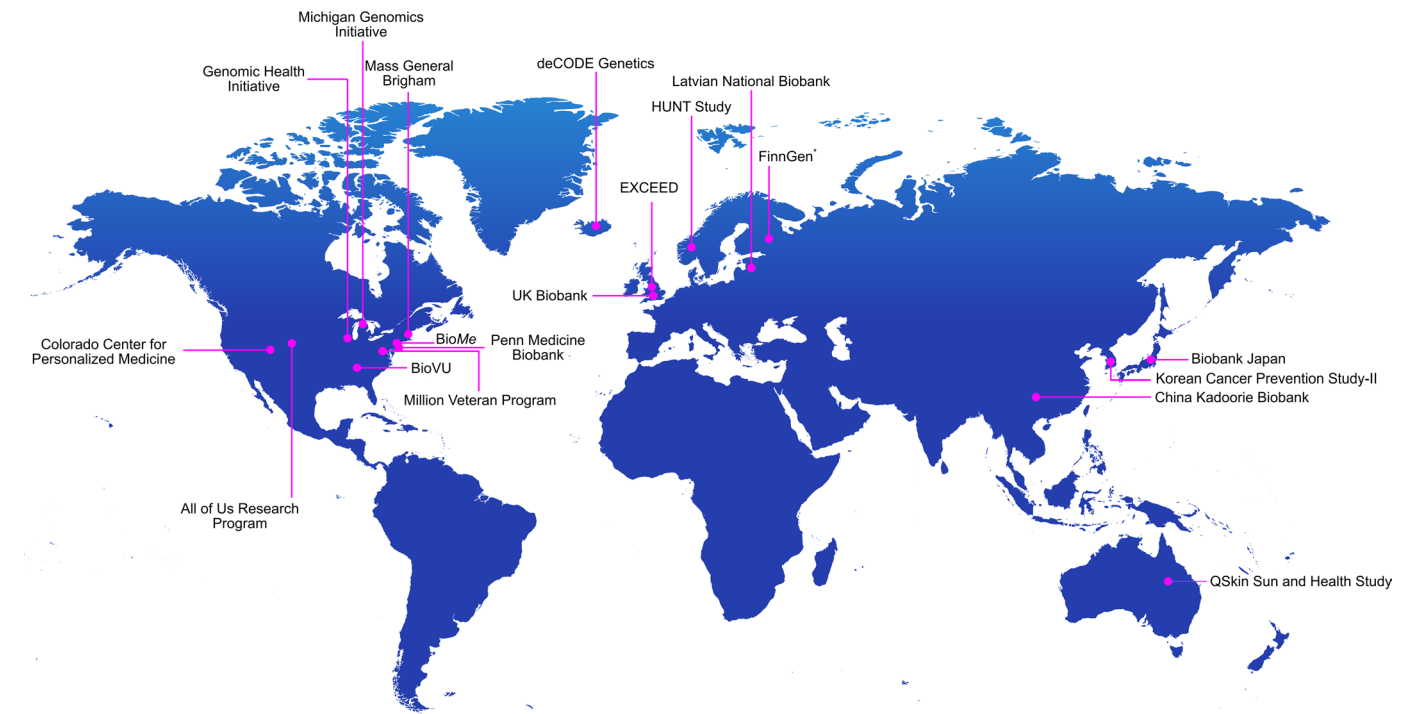 Michigan Genomics
Initiative
Genomic Health
Initiative
Mass General
Brigham
deCODE Genetics
Latvian National Biobank
HUNT Study
FinnGen*
EXCEED
UK Biobank
Colorado Center for
Personalized Medicine
BioMe
Penn Medicine
Biobank
BioVU
Million Veteran Program
All of Us Research
Program
Biobank Japan
Korean Cancer Prevention Study-II
China Kadoorie Biobank
QSkin Sun and Health Study